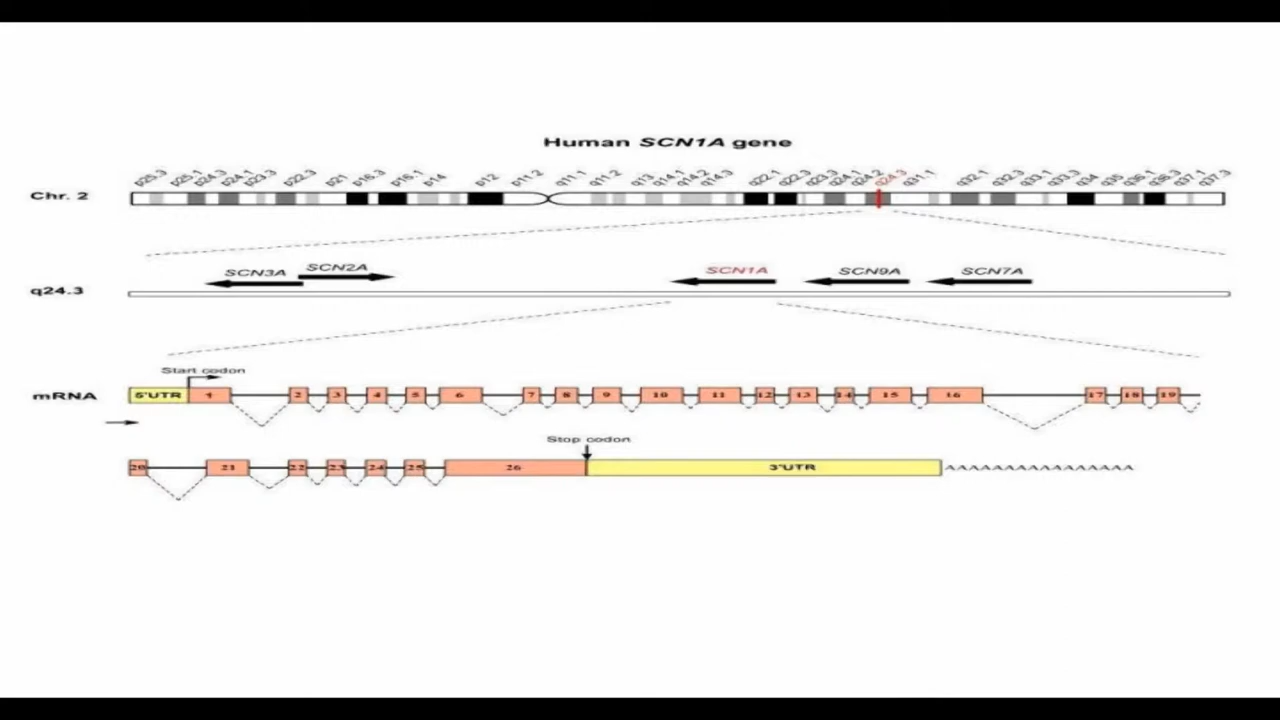 Human SCN1A gene
p25.3 p25.1 p24.3 p24.1 p23.3 p22.3 p21 p16.3 p16.1 p14 p12 p11.2 q11.1 q11.2 q13 q14.1 q14.2 q14.3 q22.1 q22.3 q23.3 q24.1 q24.2 q24.3 q31.1 q32.1 q32.3 q33.1 q33.3 q34 q35 q36.1 q36.3 q37.1 q37.3
Chr. 2
SCN3A SCN2A SCN1A SCN9A SCN7A
q24.3
Start codon
mRNA 5'UTR 1 2 3 4 5 6 7 8 9 10 11 12 13 14 15 16 17 18 19
Stop codon
20 21 22 23 24 25 26 3'UTR AAAAAAAAAAAAAAAA